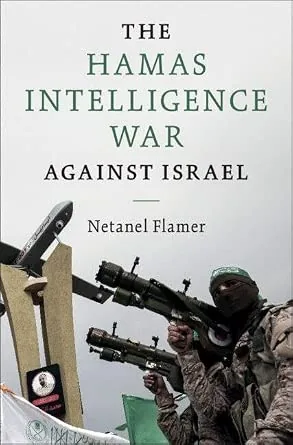 THE
HAMAS
INTELLIGENCE
WAR
AGAINST ISRAEL
Netanel Flamer